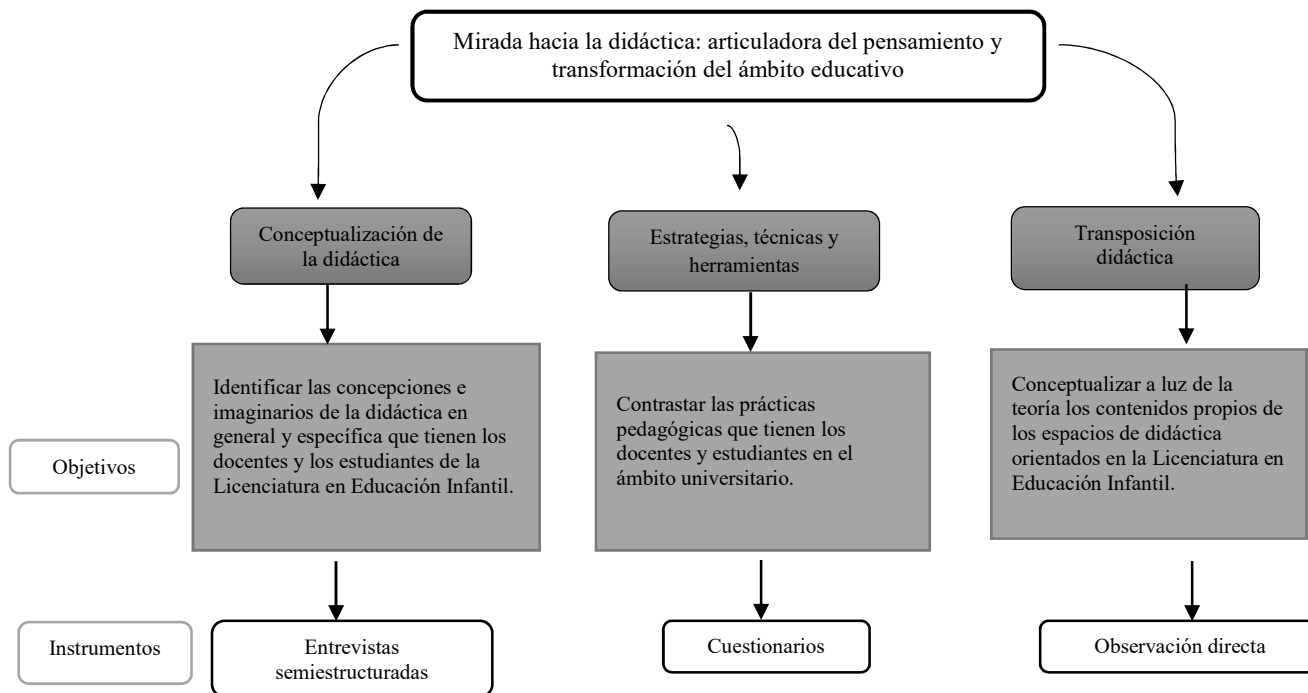 Mirada hacia la didáctica: articuladora del pensamiento y
transformación del ámbito educativo
Conceptualización de
la didáctica
Estrategias, técnicas y
herramientas
Transposición
didáctica
Objetivos
Identificar las concepciones e
imaginarios de la didáctica en
general y específica que tienen los
docentes y los estudiantes de la
Licenciatura en Educación Infantil.
Contrastar las prácticas
pedagógicas que tienen los
docentes y estudiantes en el
ámbito universitario.
Conceptualizar a luz de la
teoría los contenidos propios de
los espacios de didáctica
orientados en la Licenciatura en
Educación Infantil.
Instrumentos
Entrevistas
semiestructuradas
Cuestionarios
Observación directa